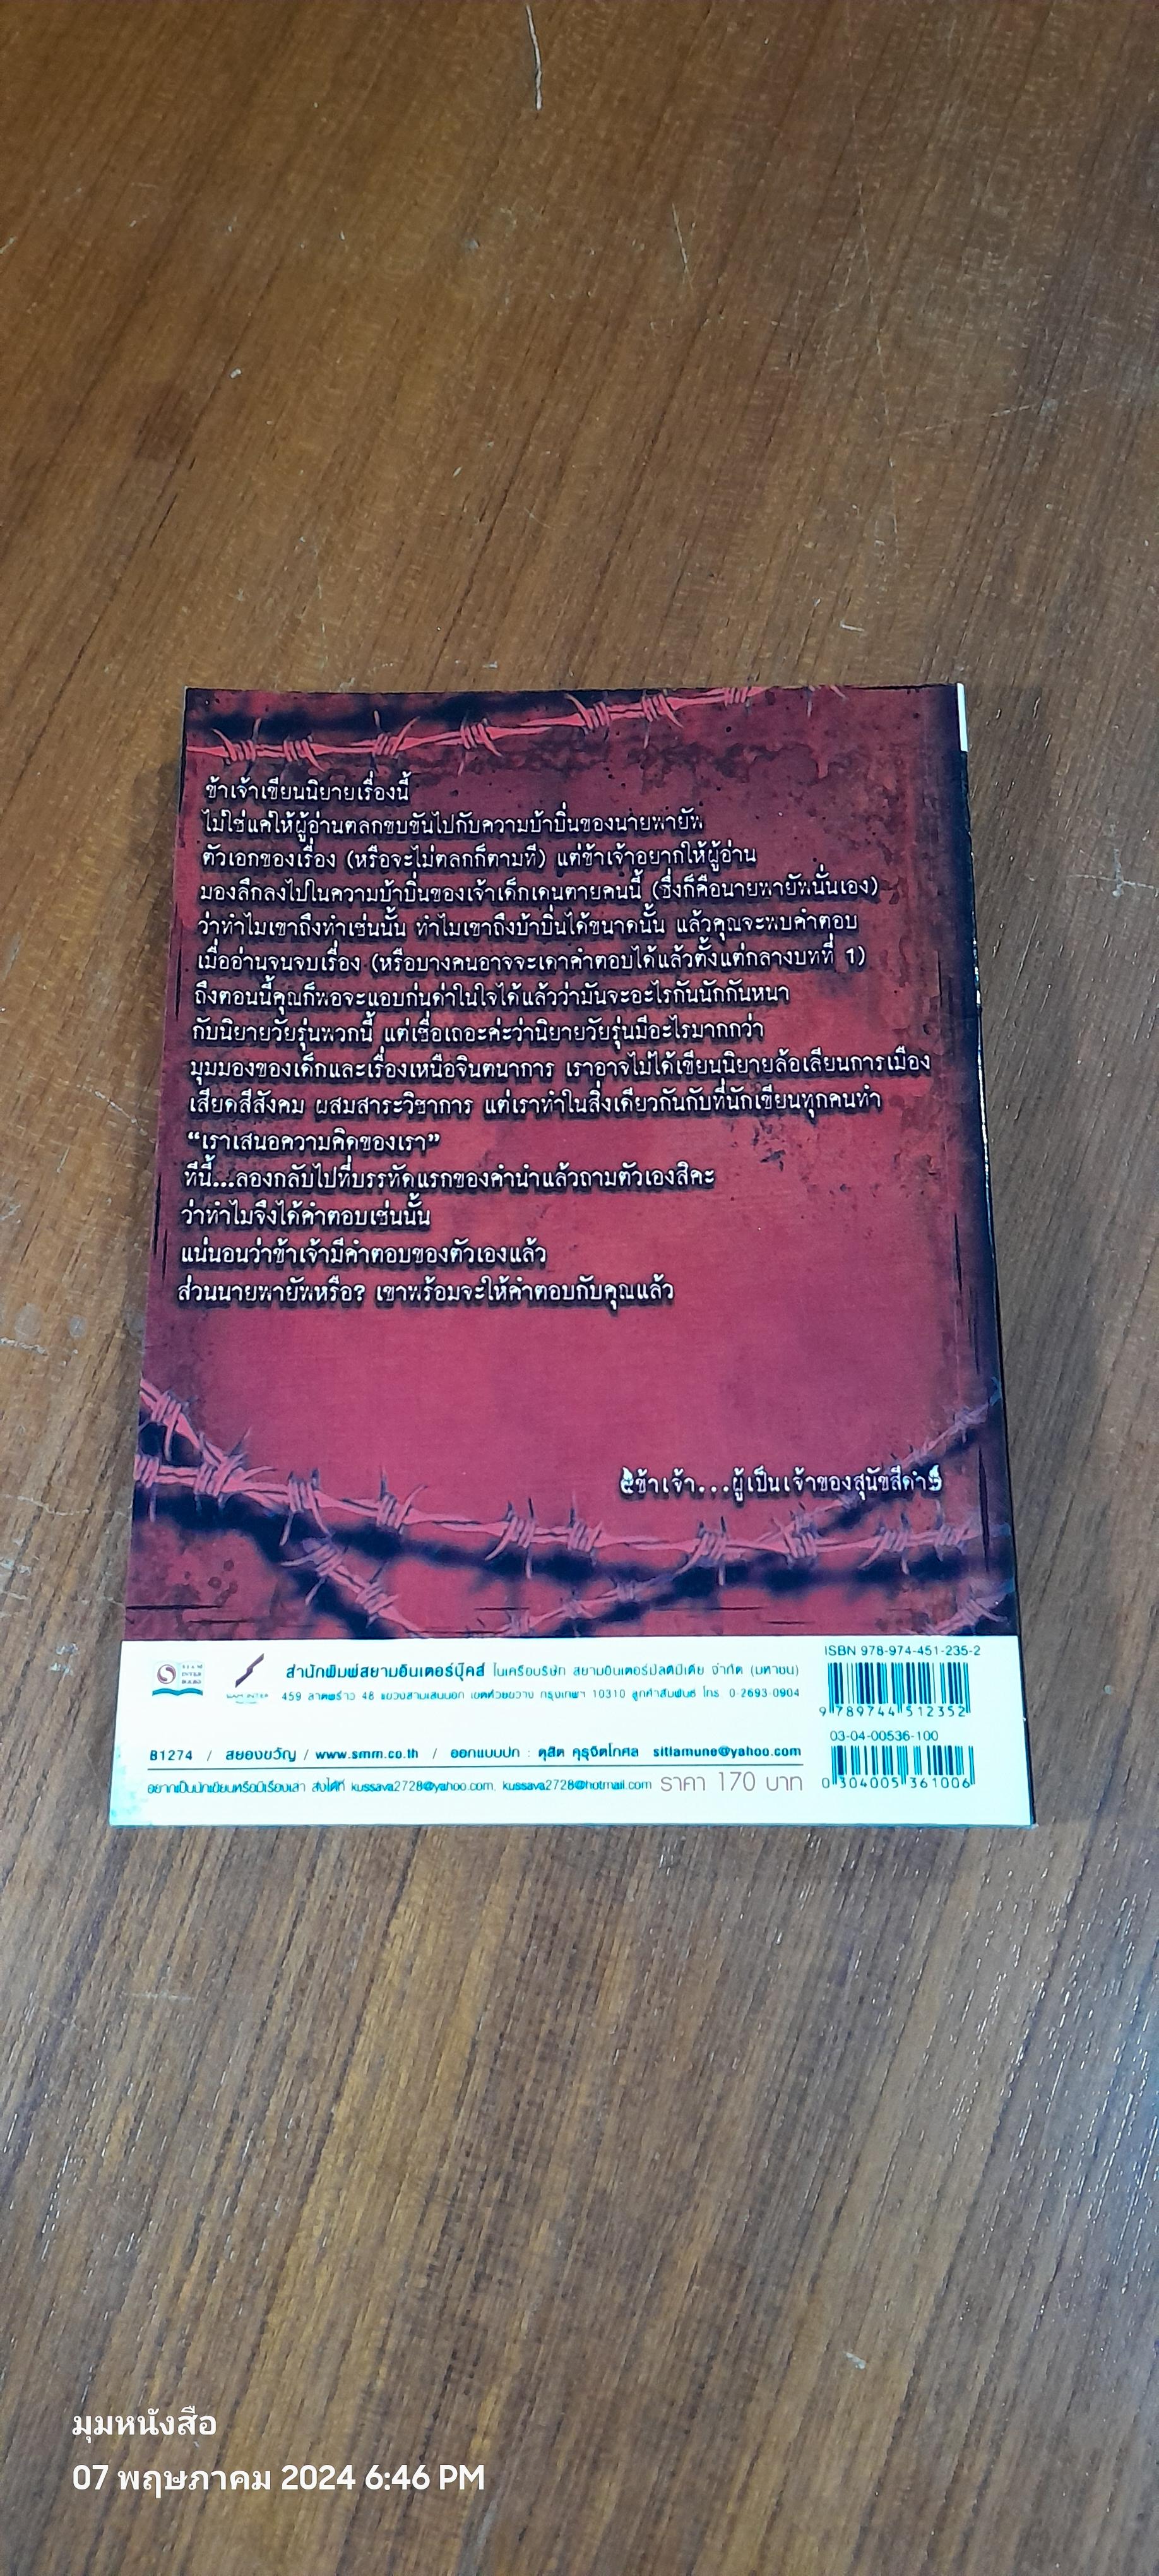 ข้าเจ้าเขียนนิยายเรื่องนี้
ไม่ใช่แค่ให้ผู้อ่านตลกขบขันไปกับความบ้าบิ่นของนายพายัพ
ตัวเอกของเรื่อง (หรือจะไม่ตลกก็ตามที) แต่ข้าเจ้าอยากให้ผู้อ่าน
มองลึกลงไปในความบ้าบิ่นของเจ้าเด็กเดนตายคนนี้ (ซึ่งก็คือนายพายัพนั่นเอง)
ว่าทำไมเขาถึงทำเช่นนั้น ทำไมเขาถึงบ้าบิ่นได้ขนาดนั้น แล้วคุณจะพบคำตอบ
เมื่ออ่านจนจบเรื่อง (หรือบางคนอาจจะเดาคำตอบได้แล้วตั้งแต่กลางบทที่ 1)
ถึงตอนนี้คุณก็พอจะแอบก่นด่าในใจได้แล้วว่ามันจะอะไรกันนักกันหนา
กับนิยายวัยรุ่นพวกนี้ แต่เชื่อเถอะค่ะว่านิยายวัยรุ่นมีอะไรมากกว่า
มุมมองของเด็กและเรื่องเหนือจินตนาการ เราอาจไม่ได้เขียนนิยายล้อเลียนการเมือง
เสียดสีสังคม ผสมสาระวิชาการ แต่เราทำในสิ่งเดียวกันกับที่นักเขียนทุกคนทำ
“เราเสนอความคิดของเรา”
ทีนี้...ลองกลับไปที่บรรทัดแรกของคำนำแล้วถามตัวเองสิคะ
ว่าทำไมจึงได้คำตอบเช่นนั้น
แน่นอนว่าข้าเจ้ามีคำตอบของตัวเองแล้ว
ส่วนนายพายัพหรือ? เขาพร้อมจะให้คำตอบกับคุณแล้ว
ข้าเจ้า...ผู้เป็นเจ้าของสุนัขสีดำ
ISBN 978-974-451-235-2
SIAM INTER BOOKS
สำนักพิมพ์สยามอินเตอร์บุ๊คส์ ในเครือบริษัท สยามอินเตอร์มัลติมีเดีย จำกัด (มหาชน)
459 ลาดพร้าว 48 แขวงสามเสนนอก เขตห้วยขวาง กรุงเทพฯ 10310 ลูกค้าสัมพันธ์ โทร. 0-2693-0904
9 789744 512352
03-04-00536-100
B1274 / สยองขวัญ / www.smm.co.th / ออกแบบปก : ดุสิต คุรุจิตโกศล sitlamune@yahoo.com
อยากเป็นนักเขียนหรือมีเรื่องเล่า ส่งได้ที่ kussava2728@yahoo.com, kussava2728@hotmail.com ราคา 170 บาท
0 304005 361006
มุมหนังสือ
07 พฤษภาคม 2024 6:46 PM